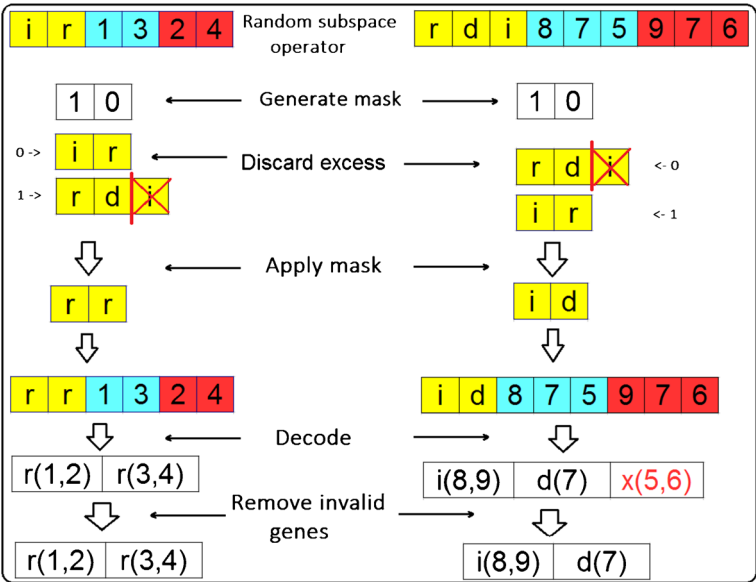 i r 1 3 2 4
Random subspace
operator
r d i 8 7 5 9 7 6
1 0
Generate mask
1 0
0 ->
i r
Discard excess
r d i
<- 0
1 ->
r d i
i r
<- 1
Apply mask
r r
i d
r r 1 3 2 4
i d 8 7 5 9 7 6
Decode
r(1,2) r(3,4)
i(8,9) d(7) x(5,6)
Remove invalid
genes
r(1,2) r(3,4)
i(8,9) d(7)